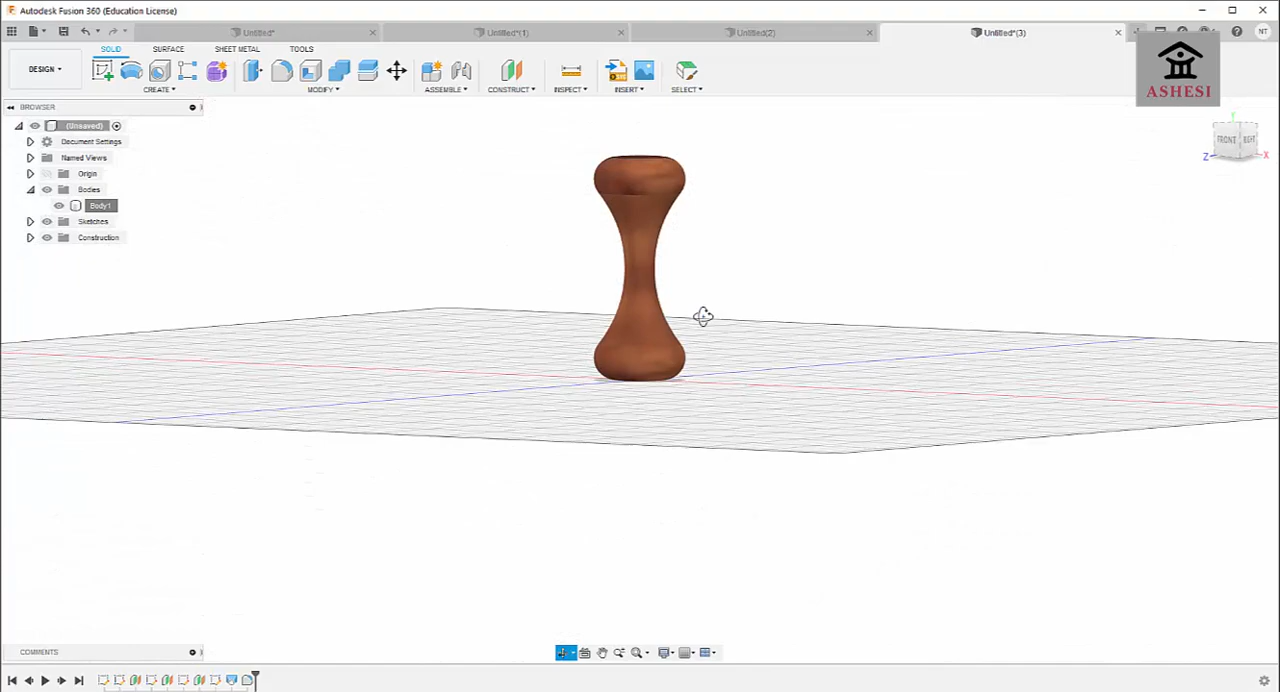 Autodesk Fusion 360 (Education License)
Untitled* Untitled*(1) Untitled(2) Untitled*(3) NT
SOLID SURFACE SHEET METAL TOOLS
DESIGN
CREATE MODIFY ASSEMBLE CONSTRUCT INSPECT INSERT SELECT
ASHESI
BROWSER
(Unsaved)
Document Settings
Named Views
Origin
Bodies
Body1
Sketches
Construction
Y
FRONT RIGHT
Z X
COMMENTS